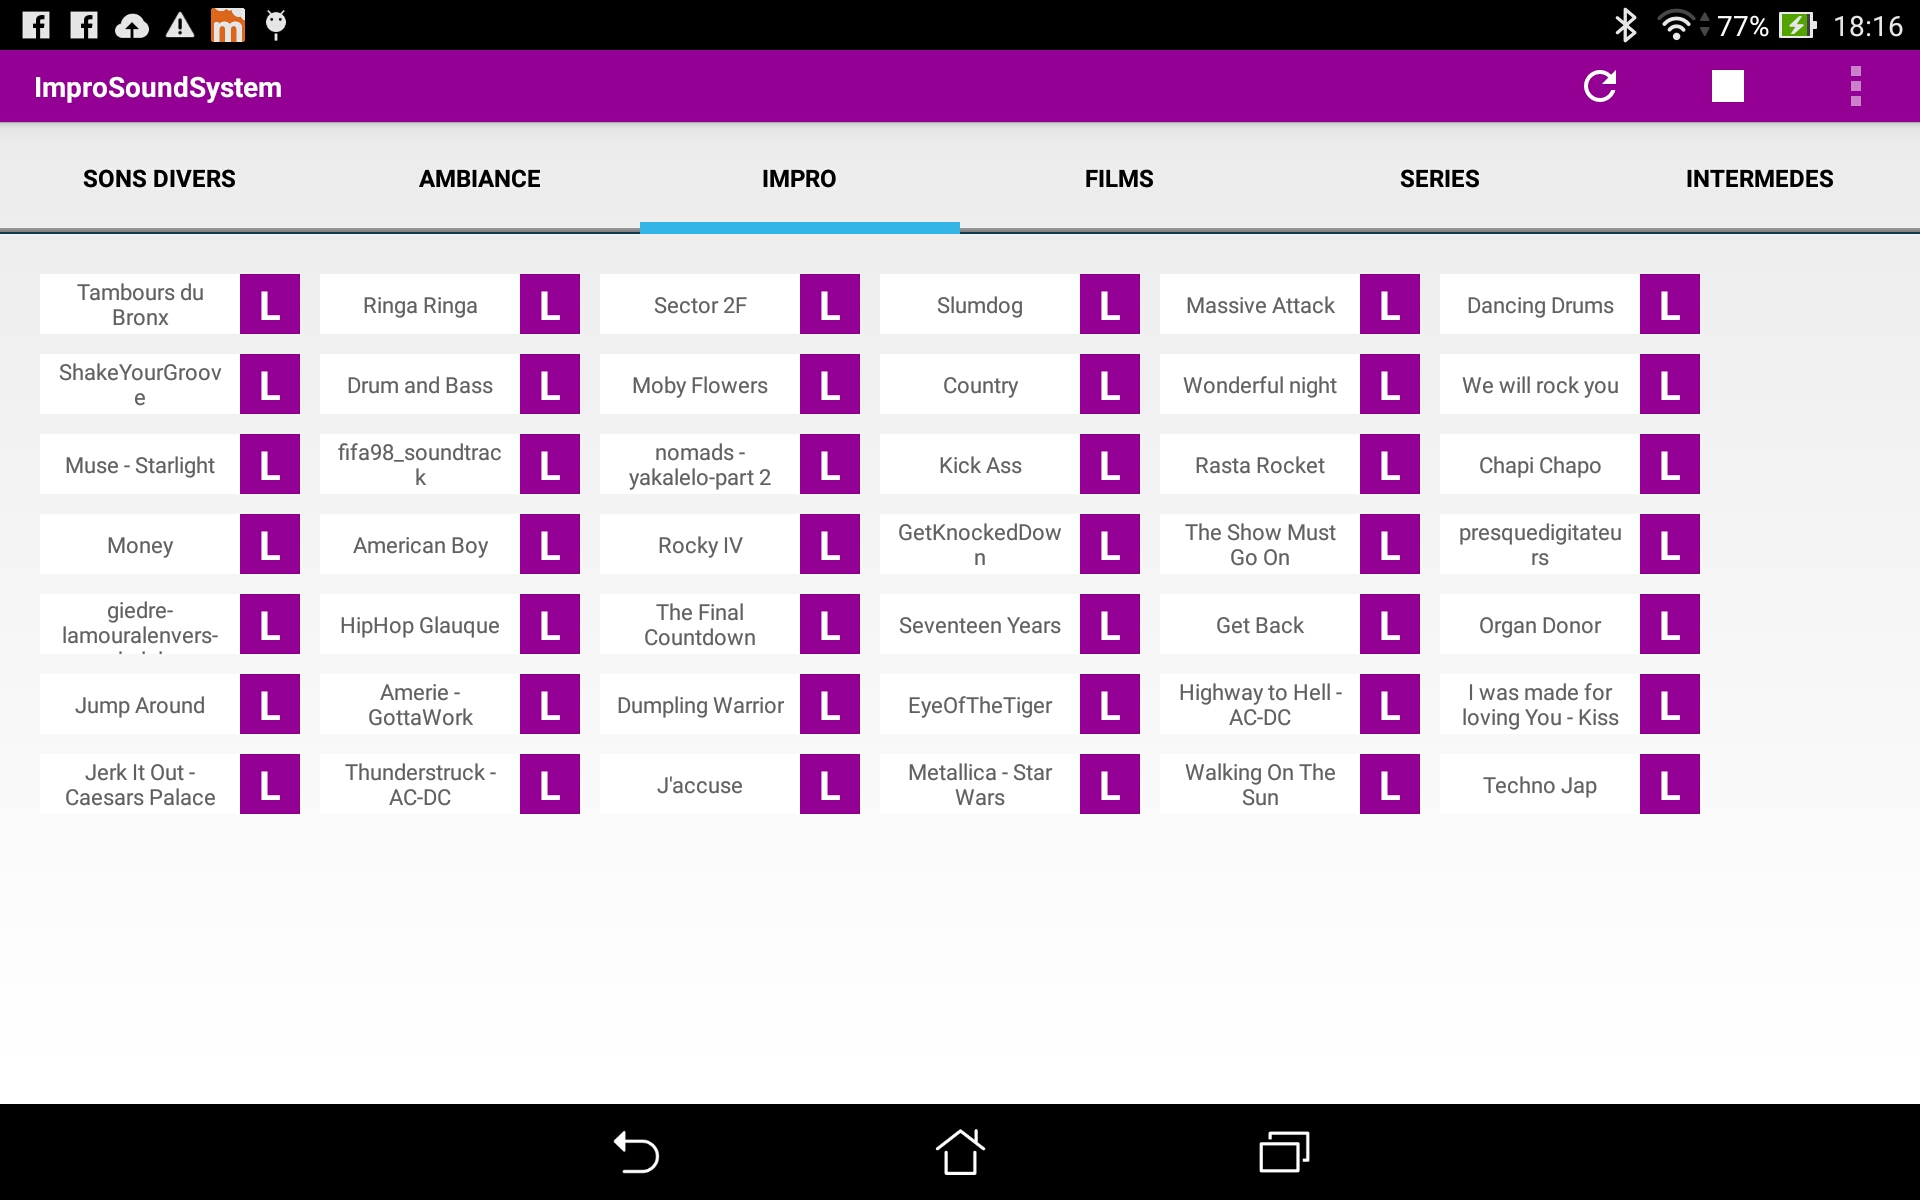 77% 18:16
ImproSoundSystem
SONS DIVERS AMBIANCE IMPRO FILMS SERIES INTERMEDES
Tambours du
Bronx
L
Ringa Ringa
L
Sector 2F
L
Slumdog
L
Massive Attack
L
Dancing Drums
L
ShakeYourGroov
e
L
Drum and Bass
L
Moby Flowers
L
Country
L
Wonderful night
L
We will rock you
L
Muse - Starlight
L
fifa98_soundtrac
k
L
nomads -
yakalelo-part 2
L
Kick Ass
L
Rasta Rocket
L
Chapi Chapo
L
Money
L
American Boy
L
Rocky IV
L
GetKnockedDow
n
L
The Show Must
Go On
L
presquedigitateu
rs
L
giedre-
lamouralenvers-
L
HipHop Glauque
L
The Final
Countdown
L
Seventeen Years
L
Get Back
L
Organ Donor
L
Jump Around
L
Amerie -
GottaWork
L
Dumpling Warrior
L
EyeOfTheTiger
L
Highway to Hell -
AC-DC
L
I was made for
loving You - Kiss
L
Jerk It Out -
Caesars Palace
L
Thunderstruck -
AC-DC
L
J'accuse
L
Metallica - Star
Wars
L
Walking On The
Sun
L
Techno Jap
L